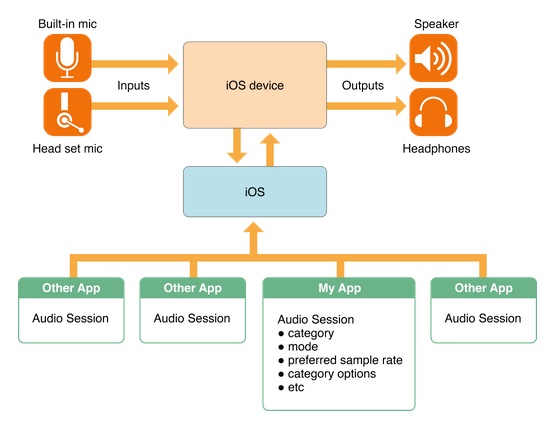 Built-in mic
Speaker
Inputs
iOS device
Outputs
Head set mic
Headphones
iOS
Other App
Audio Session
Other App
Audio Session
My App
Audio Session
● category
● mode
● preferred sample rate
● category options
● etc
Other App
Audio Session